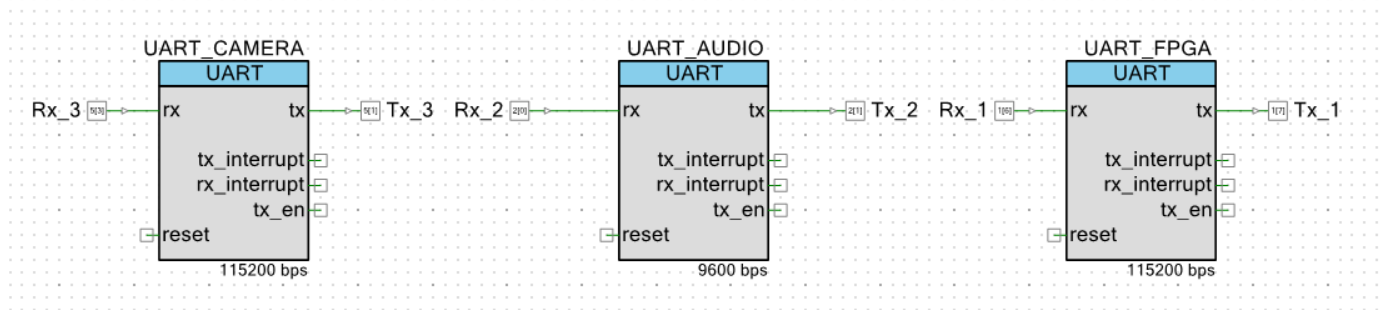 UART_CAMERA UART_AUDIO UART_FPGA
UART UART UART
Rx_3 5[3] rx tx 5[1] Tx_3 Rx_2 2[0] rx tx 2[1] Tx_2 Rx_1 1[6] rx tx 1[7] Tx_1
tx_interrupt tx_interrupt tx_interrupt
rx_interrupt rx_interrupt rx_interrupt
tx_en tx_en tx_en
reset reset reset
115200 bps 9600 bps 115200 bps